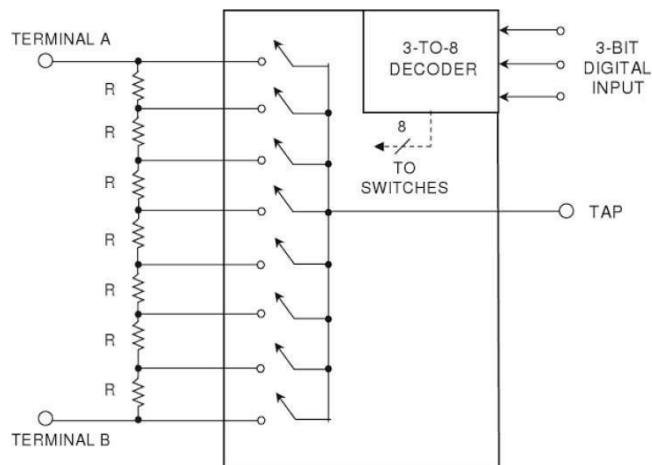 TERMINAL A
3-TO-8
DECODER
3-BIT
DIGITAL
INPUT
R
R
8
TO
SWITCHES
R
R
TAP
R
R
R
TERMINAL B